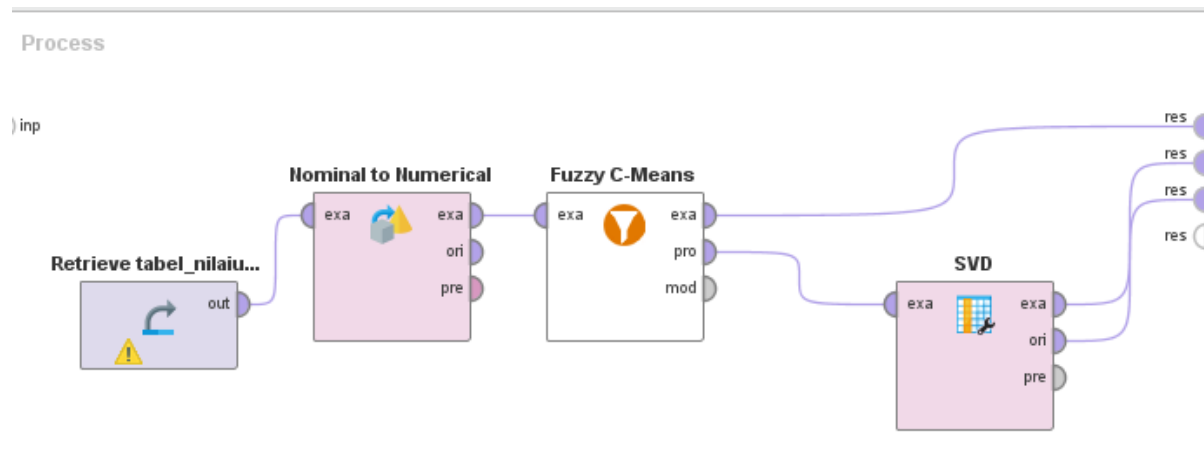 Process
inp
res
res
res
res
Nominal to Numerical
exa
exa
ori
pre
Fuzzy C-Means
exa
exa
pro
mod
Retrieve tabel_nilaiu...
out
SVD
exa
exa
ori
pre